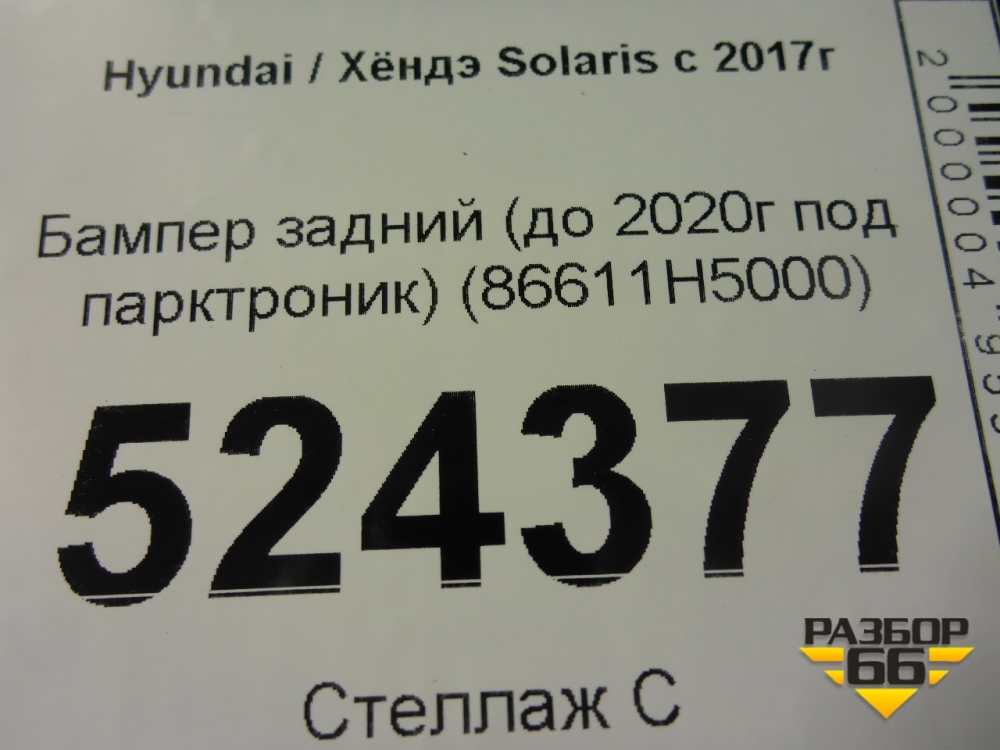 Hyundai / Хёндэ Solaris с 2017г
Бампер задний (до 2020г под
парктроник) (86611H5000)
524377
Стеллаж С
РАЗБОР
66